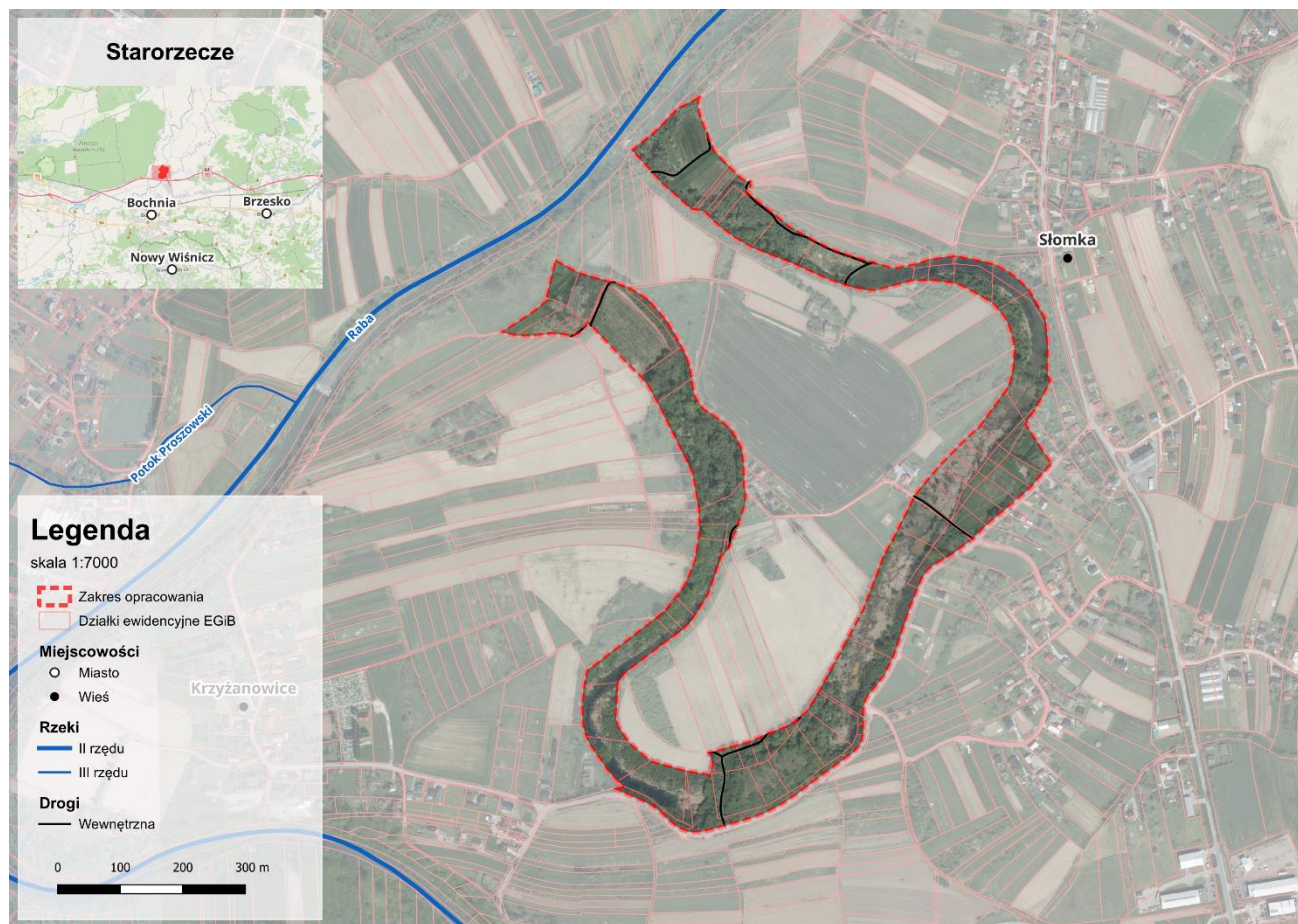 Starorzecze
Bochnia
Brzesko
Nowy Wiśnicz
Słomka
Raba
Potok Proszowski
Krzyżanowice
Legenda
skala 1:7000
Zakres opracowania
Działki ewidencyjne EGiB
Miejscowości
Miasto
Wieś
Rzeki
II rzędu
III rzędu
Drogi
Wewnętrzna
0 100 200 300 m